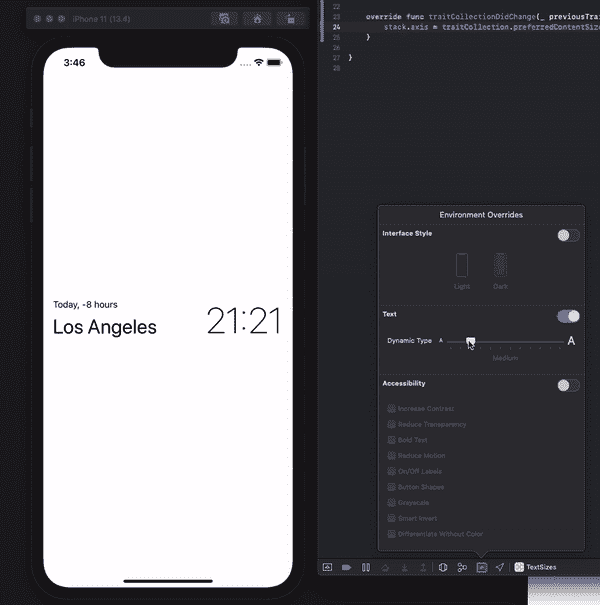 iPhone 11 (13.4)
3:46
Today, -8 hours
Los Angeles
21:21
22
23 override func traitCollectionDidChange(_ previousTrai
24 stack.axis = traitCollection.preferredContentSiz
25 }
26
27 }
28
Environment Overrides
Interface Style
Light Dark
Text
Dynamic Type A A
Medium
Accessibility
Increase Contrast
Reduce Transparency
Bold Text
Reduce Motion
On/Off Labels
Button Shapes
Grayscale
Smart Invert
Differentiate Without Color
TextSizes